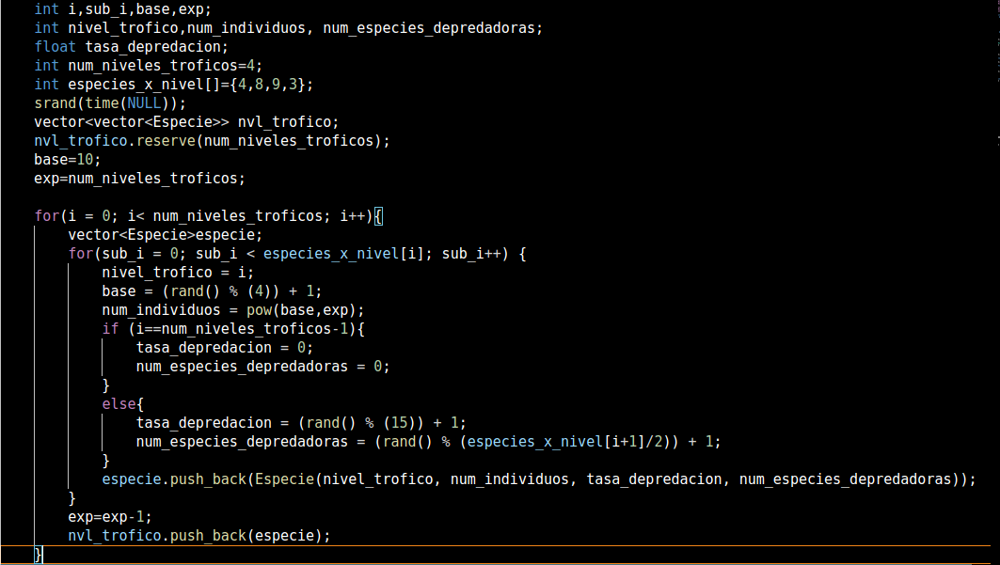 int i,sub_i,base,exp;
int nivel_trofico,num_individuos, num_especies_depredadoras;
float tasa_depredacion;
int num_niveles_troficos=4;
int especies_x_nivel[]={4,8,9,3};
srand(time(NULL));
vector<vector<Especie>> nvl_trofico;
nvl_trofico.reserve(num_niveles_troficos);
base=10;
exp=num_niveles_troficos;

for(i = 0; i< num_niveles_troficos; i++){
    vector<Especie>especie;
    for(sub_i = 0; sub_i < especies_x_nivel[i]; sub_i++) {
        nivel_trofico = i;
        base = (rand() % (4)) + 1;
        num_individuos = pow(base,exp);
        if (i==num_niveles_troficos-1){
            tasa_depredacion = 0;
            num_especies_depredadoras = 0;
        }
        else{
            tasa_depredacion = (rand() % (15)) + 1;
            num_especies_depredadoras = (rand() % (especies_x_nivel[i+1]/2)) + 1;
        }
        especie.push_back(Especie(nivel_trofico, num_individuos, tasa_depredacion, num_especies_depredadoras));
    }
    exp=exp-1;
    nvl_trofico.push_back(especie);
}